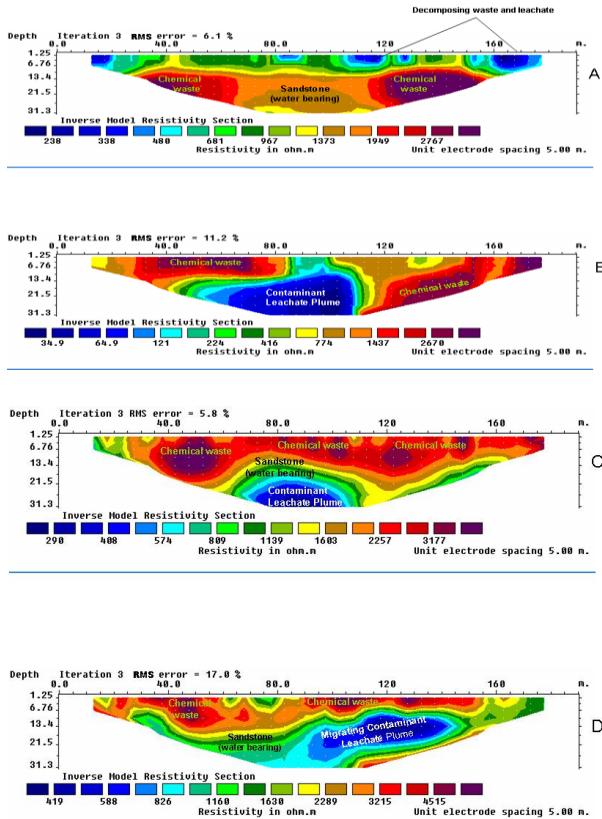 Decomposing waste and leachate
Depth Iteration 3 RMS error = 6.1 %
0.0 40.0 80.0 120 160 m.
1.25
6.76
13.4
21.5
31.3
Chemical waste
Sandstone (water bearing)
Chemical waste
A
Inverse Model Resistivity Section
238 338 480 681 967 1373 1949 2767
Resistivity in ohm.m Unit electrode spacing 5.00 m.
Depth Iteration 3 RMS error = 11.2 %
0.0 40.0 80.0 120 160 m.
1.25
6.76
13.4
21.5
31.3
Chemical waste
Contaminant
Leachate Plume
Chemical waste
Inverse Model Resistivity Section
34.9 64.9 121 224 416 774 1437 2670
Resistivity in ohm.m Unit electrode spacing 5.00 m.
Depth Iteration 3 RMS error = 5.8 %
0.0 40.0 80.0 120 160 m.
1.25
6.76
13.4
21.5
31.3
Chemical waste
Chemical waste
Chemical waste
Sandstone
(water bearing)
Contaminant
Leachate Plume
C
Inverse Model Resistivity Section
290 408 574 809 1139 1603 2257 3177
Resistivity in ohm.m Unit electrode spacing 5.00 m.
Depth Iteration 3 RMS error = 17.0 %
0.0 40.0 80.0 120 160 m.
1.25
6.76
13.4
21.5
31.3
Chemical
waste
Chemical waste
Sandstone
(water bearing)
Migrating Contaminant
Leachate Plume
D
Inverse Model Resistivity Section
419 588 826 1160 1630 2289 3215 4515
Resistivity in ohm.m Unit electrode spacing 5.00 m.